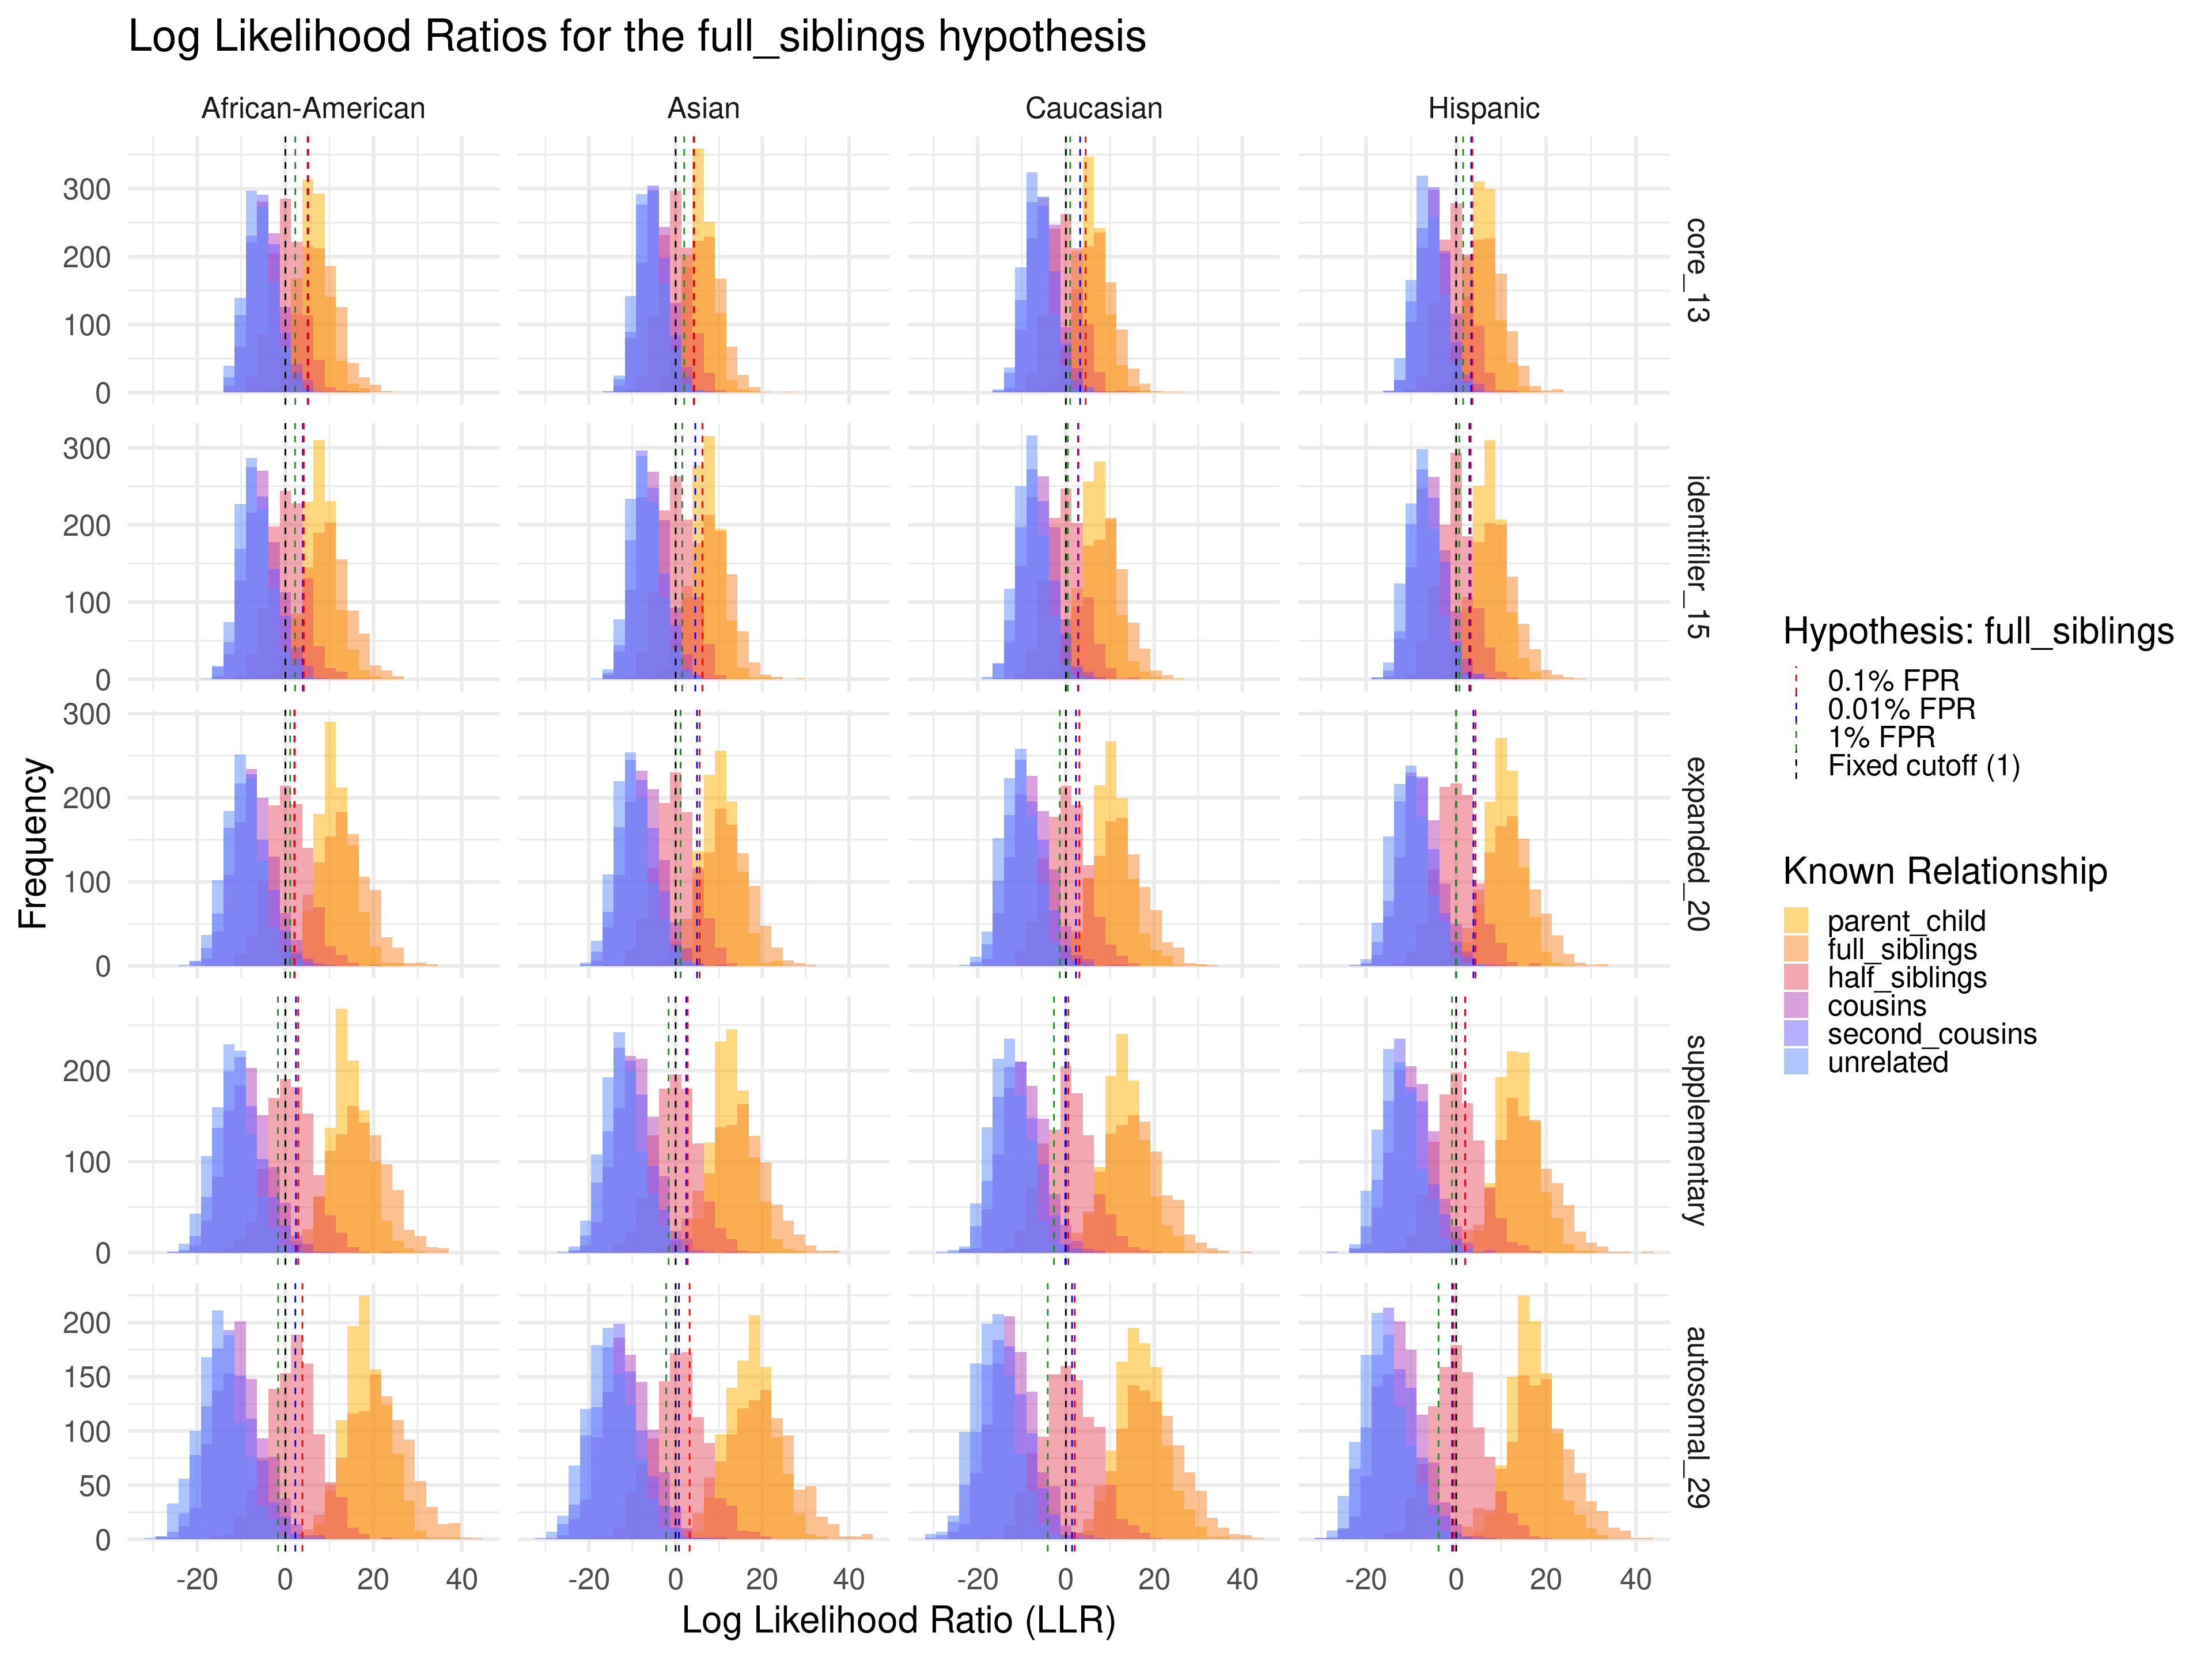 Log Likelihood Ratios for the full_siblings hypothesis
African-American Asian Caucasian Hispanic
300
200
100
0
core_13
300
200
100
0
identifiler_15
300
200
100
0
expanded_20
200
100
0
supplementary
200
150
100
50
0
autosomal_29
-20 0 20 40 -20 0 20 40 -20 0 20 40 -20 0 20 40
Log Likelihood Ratio (LLR)
Frequency
Hypothesis: full_siblings
0.1% FPR
0.01% FPR
1% FPR
Fixed cutoff (1)
Known Relationship
parent_child
full_siblings
half_siblings
cousins
second_cousins
unrelated